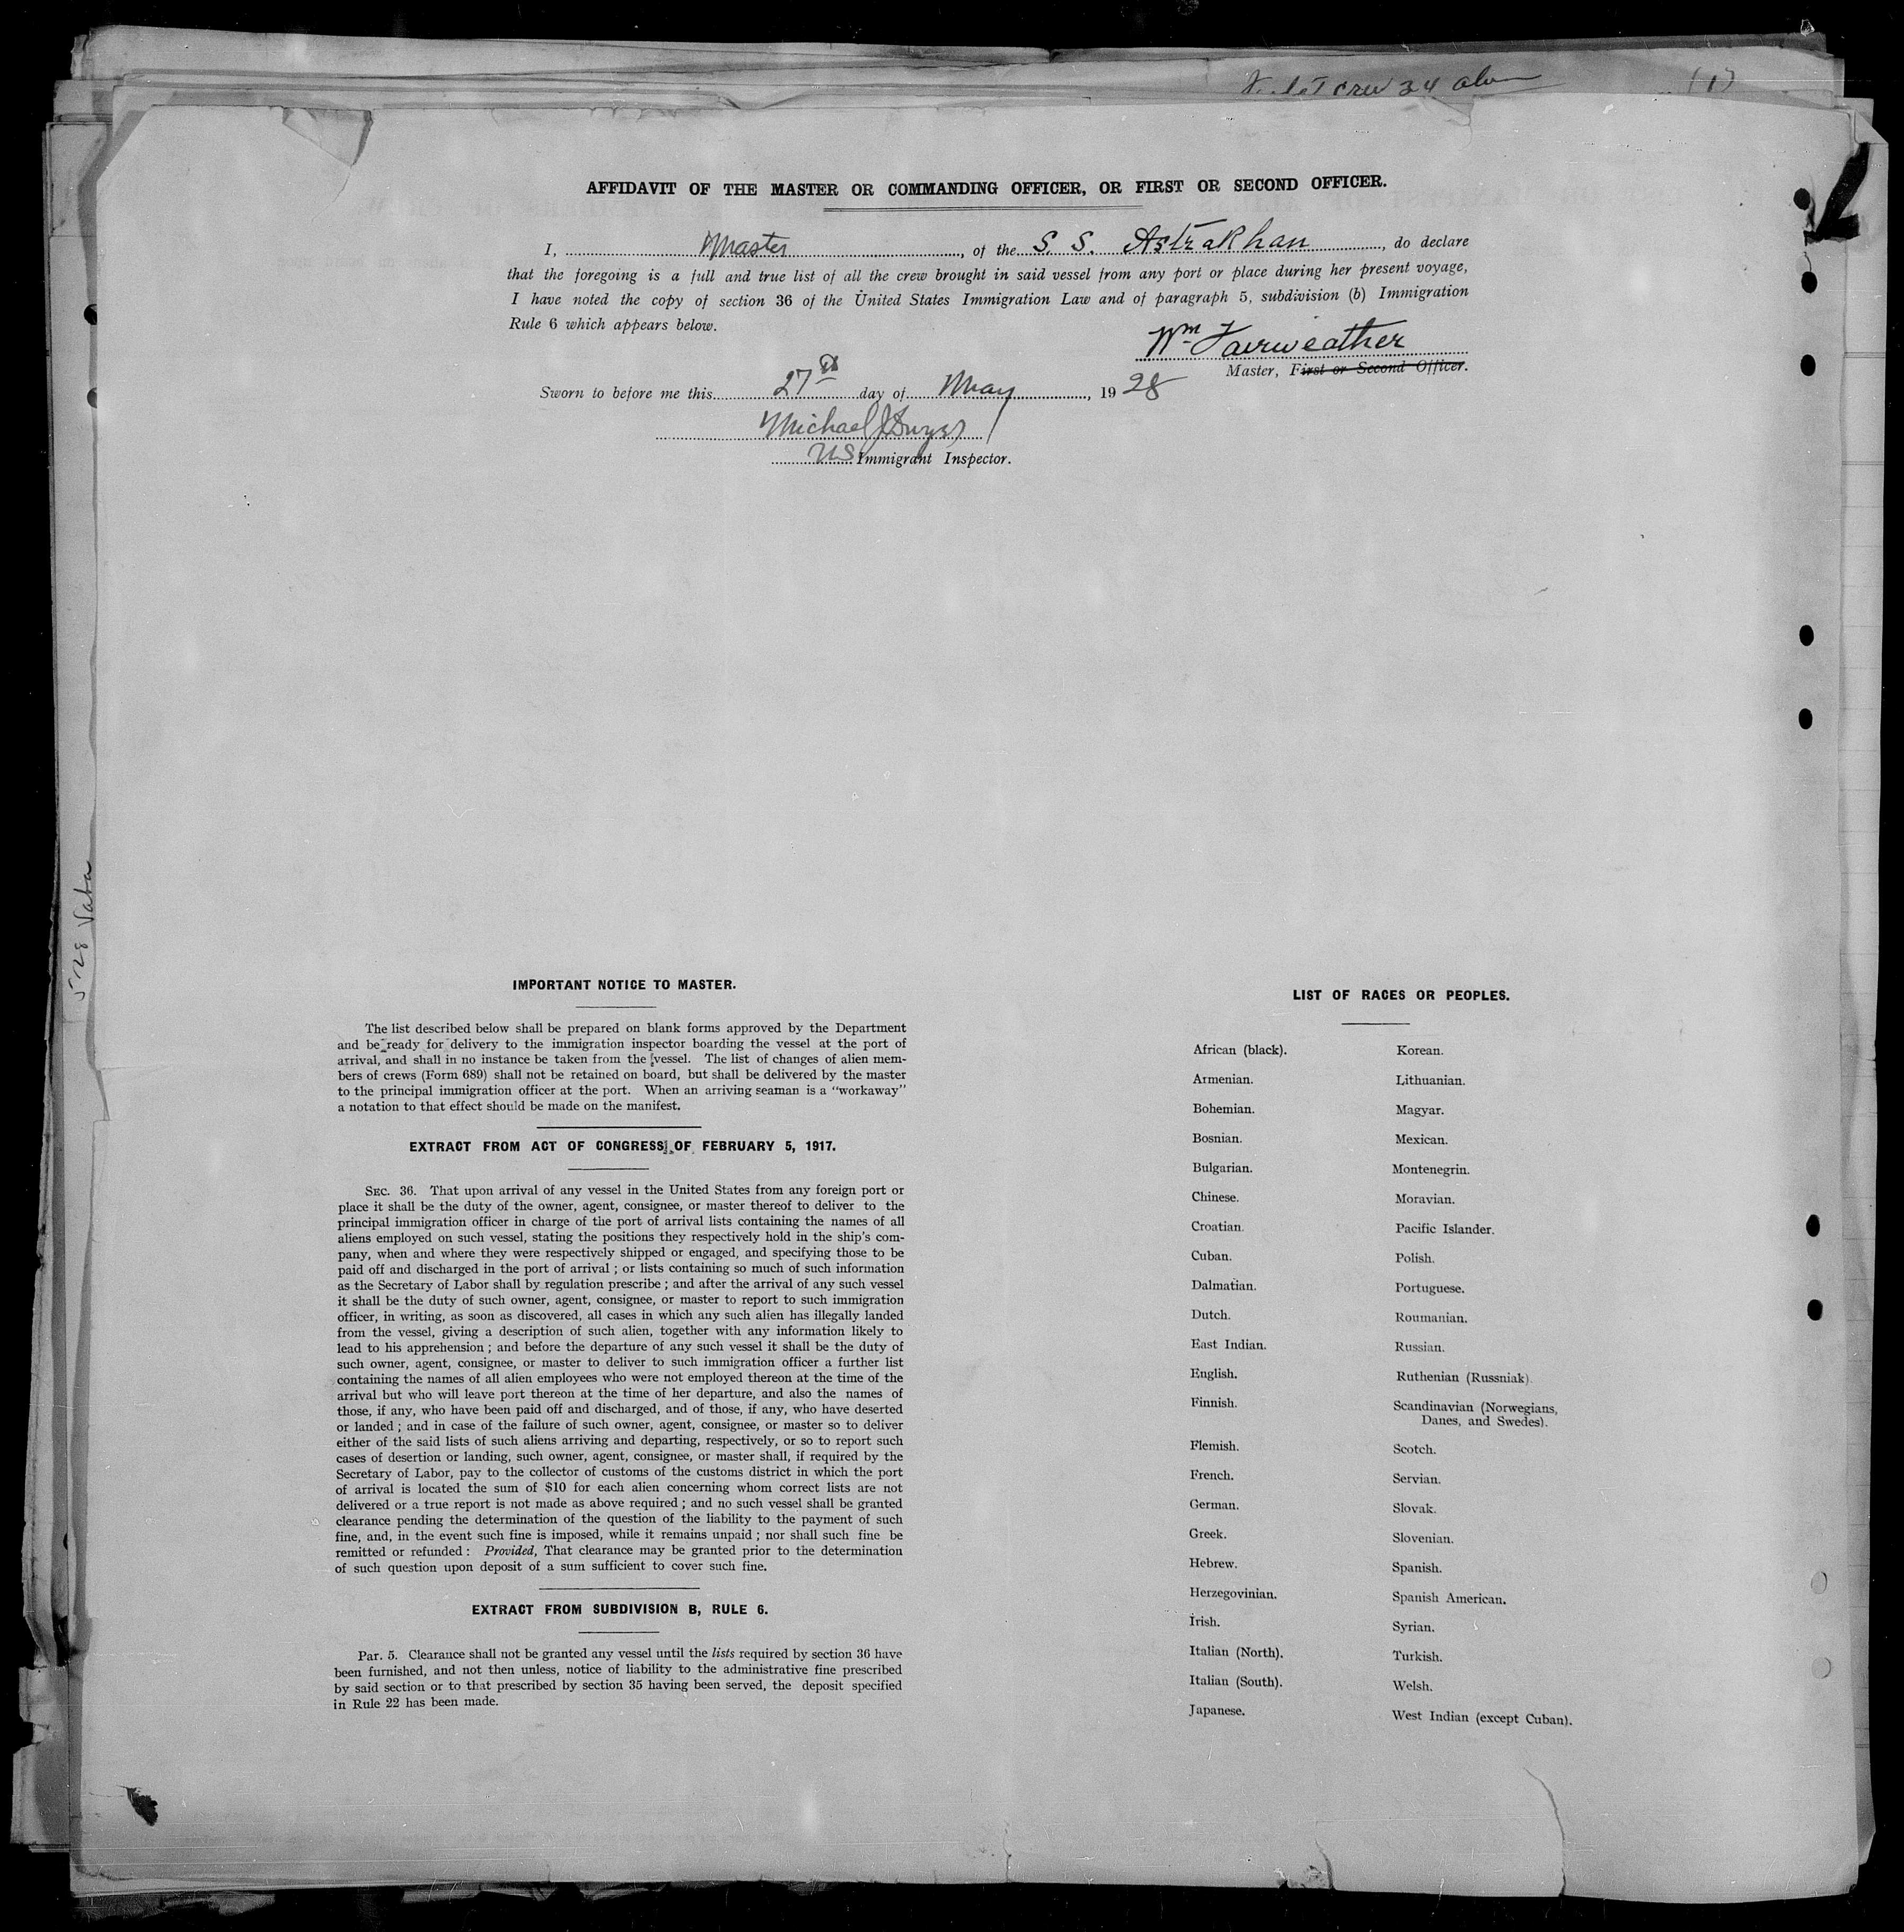 crew 34
(1)
AFFIDAVIT OF THE MASTER OR COMMANDING OFFICER, OR FIRST OR SECOND OFFICER.
I, Master, of the S. S. Astrakhan, do declare
that the foregoing is a full and true list of all the crew brought in said vessel from any port or place during her present voyage,
I have noted the copy of section 36 of the United States Immigration Law and of paragraph 5, subdivision (b) Immigration
Rule 6 which appears below.
Wm Fairweather
Master, First or Second Officer.
Sworn to before me this 27th day of May, 1928
Michael J Dwyer
US Immigrant Inspector.
5-28
IMPORTANT NOTICE TO MASTER.
The list described below shall be prepared on blank forms approved by the Department
and be ready for delivery to the immigration inspector boarding the vessel at the port of
arrival, and shall in no instance be taken from the vessel. The list of changes of alien mem-
bers of crews (Form 689) shall not be retained on board, but shall be delivered by the master
to the principal immigration officer at the port. When an arriving seaman is a "workaway"
a notation to that effect should be made on the manifest.
EXTRACT FROM ACT OF CONGRESS OF FEBRUARY 5, 1917.
SEC. 36. That upon arrival of any vessel in the United States from any foreign port or
place it shall be the duty of the owner, agent, consignee, or master thereof to deliver to the
principal immigration officer in charge of the port of arrival lists containing the names of all
aliens employed on such vessel, stating the positions they respectively hold in the ship's com-
pany, when and where they were respectively shipped or engaged, and specifying those to be
paid off and discharged in the port of arrival; or lists containing so much of such information
as the Secretary of Labor shall by regulation prescribe; and after the arrival of any such vessel
it shall be the duty of such owner, agent, consignee, or master to report to such immigration
officer, in writing, as soon as discovered, all cases in which any such alien has illegally landed
from the vessel, giving a description of such alien, together with any information likely to
lead to his apprehension; and before the departure of any such vessel it shall be the duty of
such owner, agent, consignee, or master to deliver to such immigration officer a further list
containing the names of all alien employees who were not employed thereon at the time of the
arrival but who will leave port thereon at the time of her departure, and also the names of
those, if any, who have been paid off and discharged, and of those, if any, who have deserted
or landed; and in case of the failure of such owner, agent, consignee, or master so to deliver
either of the said lists of such aliens arriving and departing, respectively, or so to report such
cases of desertion or landing, such owner, agent, consignee, or master shall, if required by the
Secretary of Labor, pay to the collector of customs of the customs district in which the port
of arrival is located the sum of $10 for each alien concerning whom correct lists are not
delivered or a true report is not made as above required; and no such vessel shall be granted
clearance pending the determination of the question of the liability to the payment of such
fine, and, in the event such fine is imposed, while it remains unpaid; nor shall such fine be
remitted or refunded: Provided, That clearance may be granted prior to the determination
of such question upon deposit of a sum sufficient to cover such fine.
EXTRACT FROM SUBDIVISION B, RULE 6.
Par. 5. Clearance shall not be granted any vessel until the lists required by section 36 have
been furnished, and not then unless, notice of liability to the administrative fine prescribed
by said section or to that prescribed by section 35 having been served, the deposit specified
in Rule 22 has been made.
LIST OF RACES OR PEOPLES.
African (black).
Armenian.
Bohemian.
Bosnian.
Bulgarian.
Chinese.
Croatian.
Cuban.
Dalmatian.
Dutch.
East Indian.
English.
Finnish.
Flemish.
French.
German.
Greek.
Hebrew.
Herzegovinian.
Irish.
Italian (North).
Italian (South).
Japanese.
Korean.
Lithuanian.
Magyar.
Mexican.
Montenegrin.
Moravian.
Pacific Islander.
Polish.
Portuguese.
Roumanian.
Russian.
Ruthenian (Russniak).
Scandinavian (Norwegians,
Danes, and Swedes).
Scotch.
Servian.
Slovak.
Slovenian.
Spanish.
Spanish American.
Syrian.
Turkish.
Welsh.
West Indian (except Cuban).